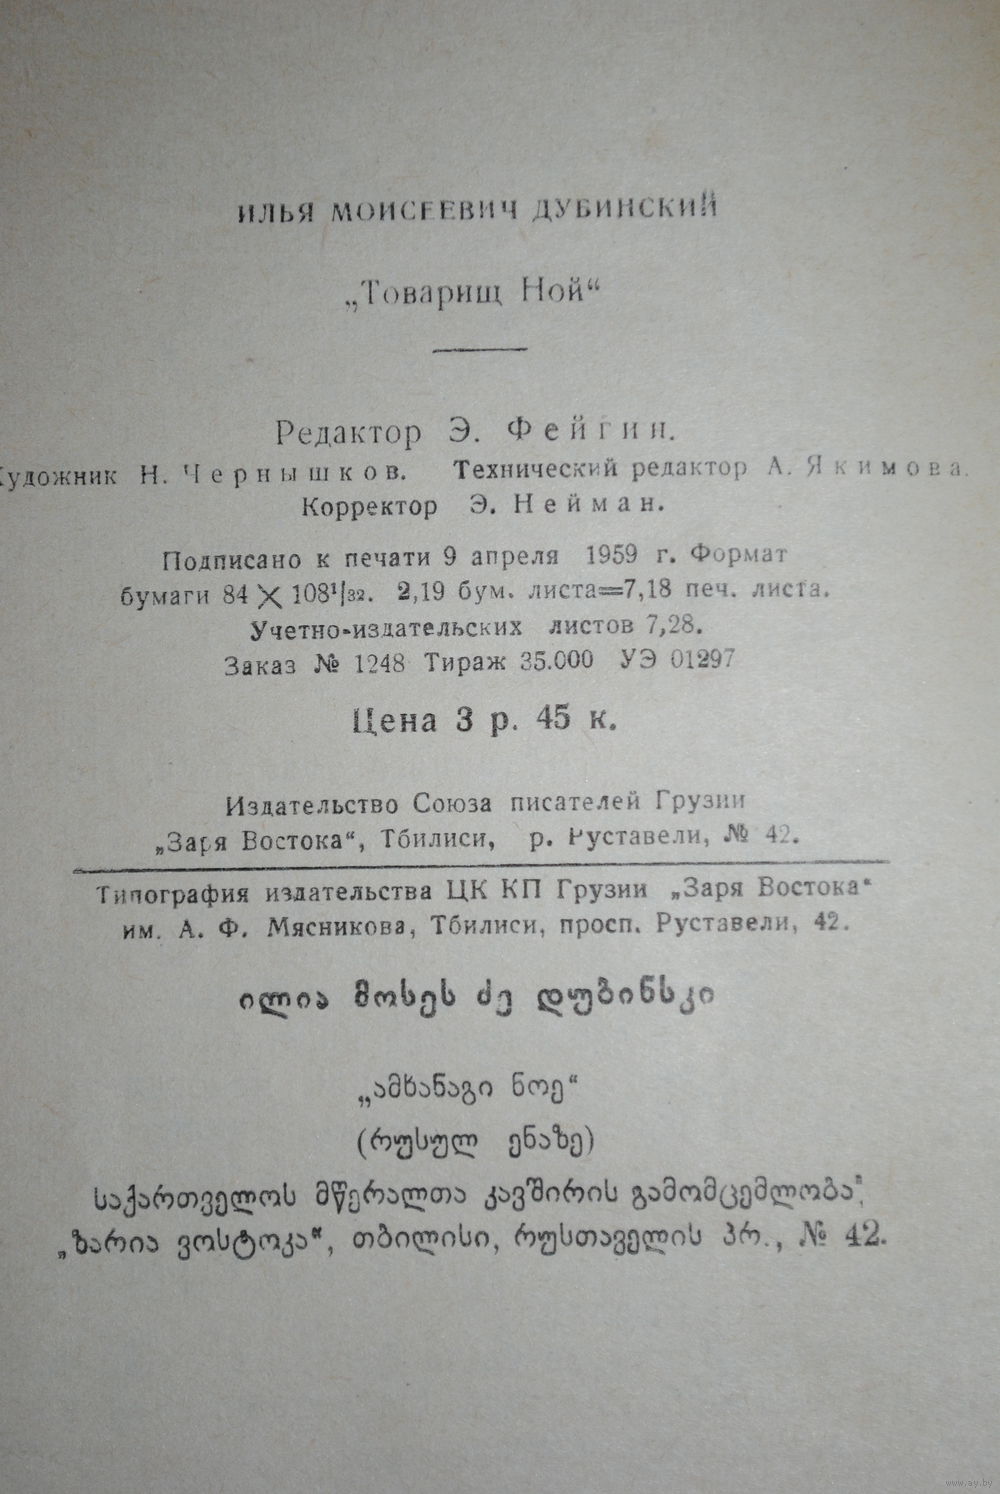 ИЛЬЯ МОИСЕЕВИЧ ДУБИНСКИЙ
„Товарищ Ной“
Редактор Э. Фейгин.
Художник Н. Чернышков. Технический редактор А. Якимова.
Корректор Э. Нейман.
Подписано к печати 9 апреля 1959 г. Формат
бумаги 84 X 108¹/₃₂. 2,19 бум. листа=7,18 печ. листа.
Учетно-издательских листов 7,28.
Заказ № 1248 Тираж 35.000 УЭ 01297
Цена 3 р. 45 к.
Издательство Союза писателей Грузии
„Заря Востока“, Тбилиси, р. Руставели, № 42.
Типография издательства ЦК КП Грузии „Заря Востока“
им. А. Ф. Мясникова, Тбилиси, просп. Руставели, 42.
ილია მოსეს ძე დუბინსკი
„ამხანაგი ნოე“
(რუსულ ენაზე)
საქართველოს მწერალთა კავშირის გამომცემლობა“,
„ზარია ვოსტოკა“, თბილისი, რუსთაველის პრ., № 42.
www.ay.by